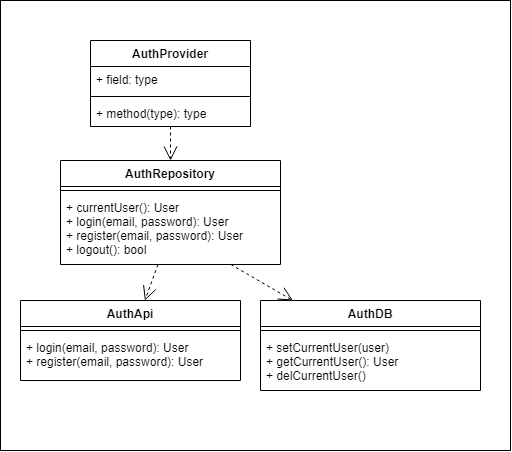 AuthProvider
+ field: type
+ method(type): type
AuthRepository
+ currentUser(): User
+ login(email, password): User
+ register(email, password): User
+ logout(): bool
AuthApi
+ login(email, password): User
+ register(email, password): User
AuthDB
+ setCurrentUser(user)
+ getCurrentUser(): User
+ delCurrentUser()